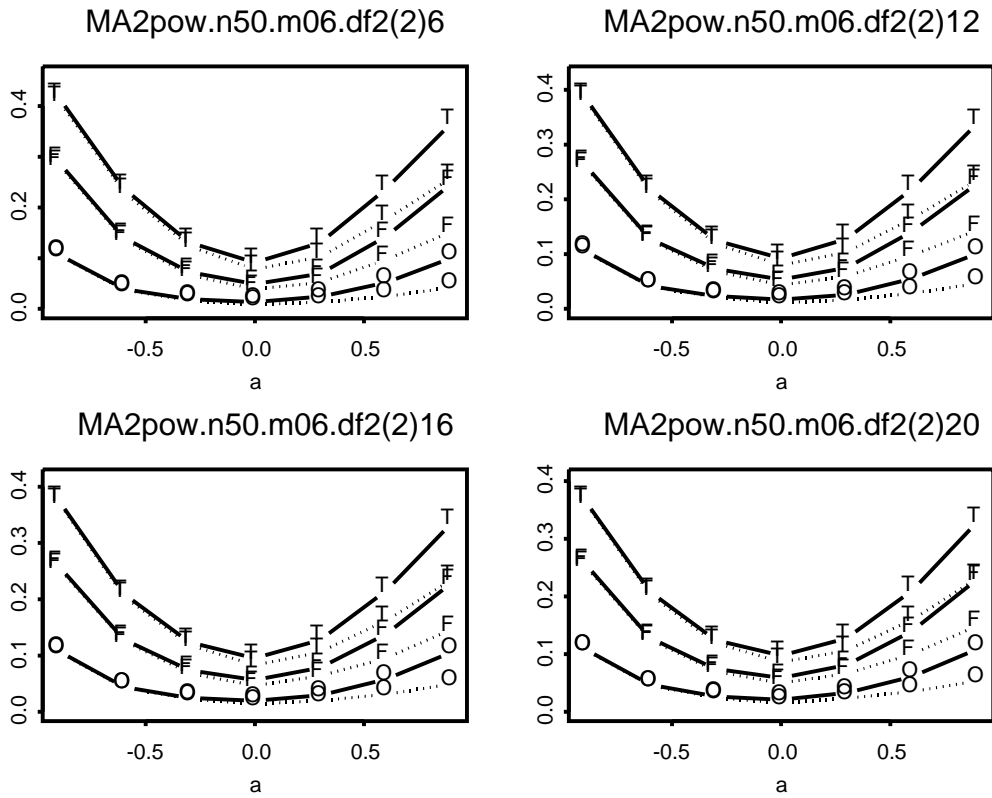 MA2pow.n50.m06.df2(2)6
0.0
0.2
0.4
T T T T T T T
T T T T T T T
F F F F F F F
F F F F F F F
O O O O O O O
O O O O O O O
-0.5 0.0 0.5
a
MA2pow.n50.m06.df2(2)12
0.0
0.1
0.2
0.3
0.4
T T T T T T T
T T T T T T T
F F F F F F F
F F F F F F F
O O O O O O O
O O O O O O O
-0.5 0.0 0.5
a
MA2pow.n50.m06.df2(2)16
0.0
0.1
0.2
0.3
0.4
T T T T T T T
T T T T T T T
F F F F F F F
F F F F F F F
O O O O O O O
O O O O O O O
-0.5 0.0 0.5
a
MA2pow.n50.m06.df2(2)20
0.0
0.1
0.2
0.3
0.4
T T T T T T T
T T T T T T T
F F F F F F F
F F F F F F F
O O O O O O O
O O O O O O O
-0.5 0.0 0.5
a